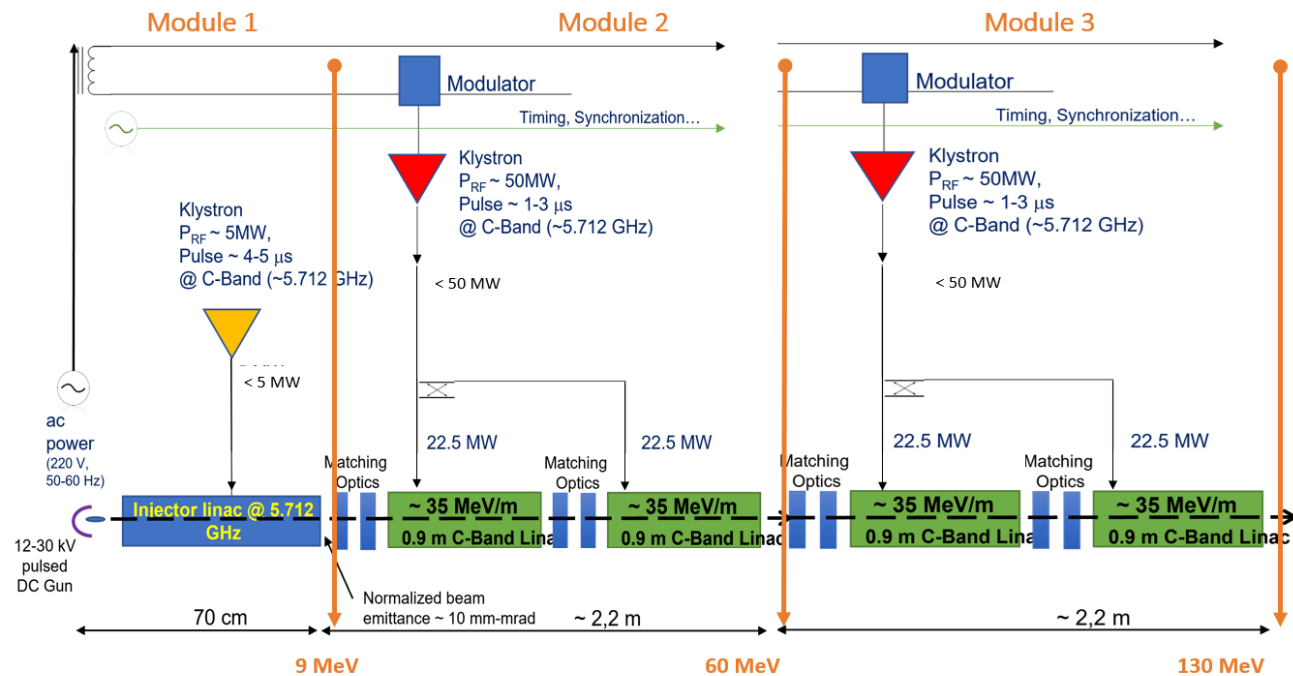 Module 1
Module 2
Module 3
Modulator
Modulator
Timing, Synchronization…
Timing, Synchronization…
Klystron
P_RF ~ 5MW,
Pulse ~ 4-5 μs
@ C-Band (~5.712 GHz)
Klystron
P_RF ~ 50MW,
Pulse ~ 1-3 μs
@ C-Band (~5.712 GHz)
Klystron
P_RF ~ 50MW,
Pulse ~ 1-3 μs
@ C-Band (~5.712 GHz)
< 5 MW
< 50 MW
< 50 MW
ac
power
(220 V,
50-60 Hz)
22.5 MW
22.5 MW
22.5 MW
22.5 MW
Matching
Optics
Matching
Optics
Matching
Optics
Matching
Optics
Injector linac @ 5.712
GHz
~ 35 MeV/m
0.9 m C-Band Linac
~ 35 MeV/m
0.9 m C-Band Linac
~ 35 MeV/m
0.9 m C-Band Linac
~ 35 MeV/m
0.9 m C-Band Linac
12-30 kV
pulsed
DC Gun
Normalized beam
emittance ~ 10 mm-mrad
70 cm
~ 2,2 m
~ 2,2 m
9 MeV
60 MeV
130 MeV